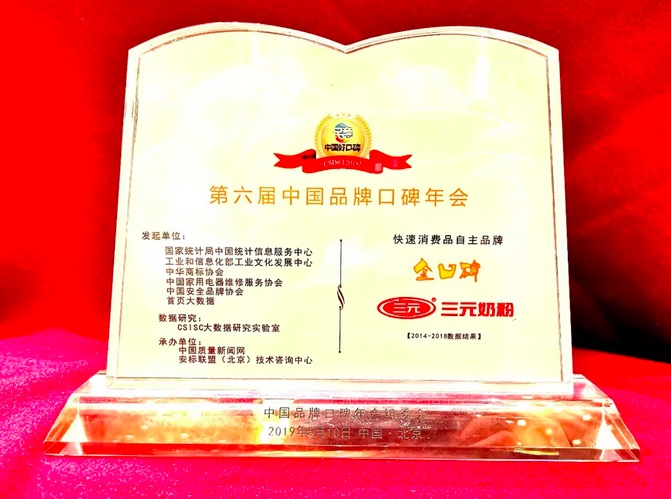 中国好口碑
第六届中国品牌口碑年会
发起单位：
国家统计局中国统计信息服务中心
工业和信息化部工业文化发展中心
中华商标协会
中国家用电器维修服务协会
中国安全品牌协会
首页大数据
数据研究：
CSISC大数据研究实验室
承办单位：
中国质量新闻网
安标联盟（北京）技术咨询中心
快速消费品自主品牌
金口碑
三元 三元奶粉
【2014-2018数据结果】
中国品牌口碑年会组委会
中国·北京